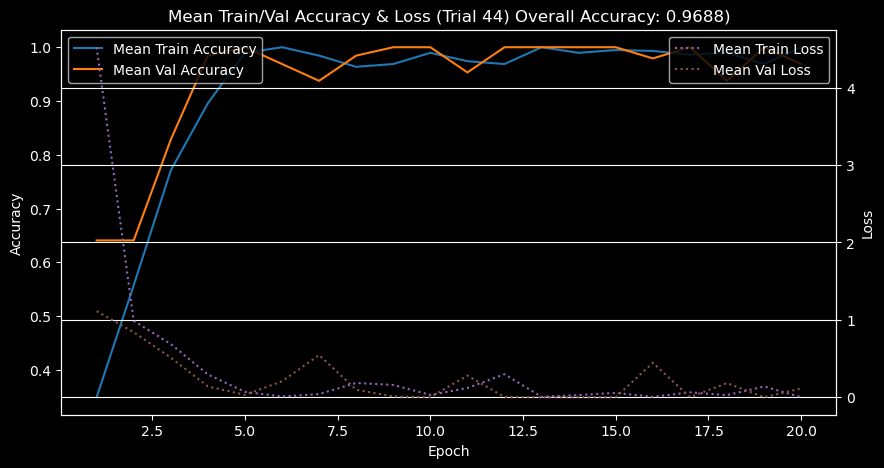 Mean Train/Val Accuracy & Loss (Trial 44) Overall Accuracy: 0.9688)
Mean Train Accuracy
Mean Val Accuracy
Mean Train Loss
Mean Val Loss
1.0
0.9
0.8
0.7
0.6
0.5
0.4
Accuracy
4
3
2
1
0
Loss
2.5
5.0
7.5
10.0
12.5
15.0
17.5
20.0
Epoch